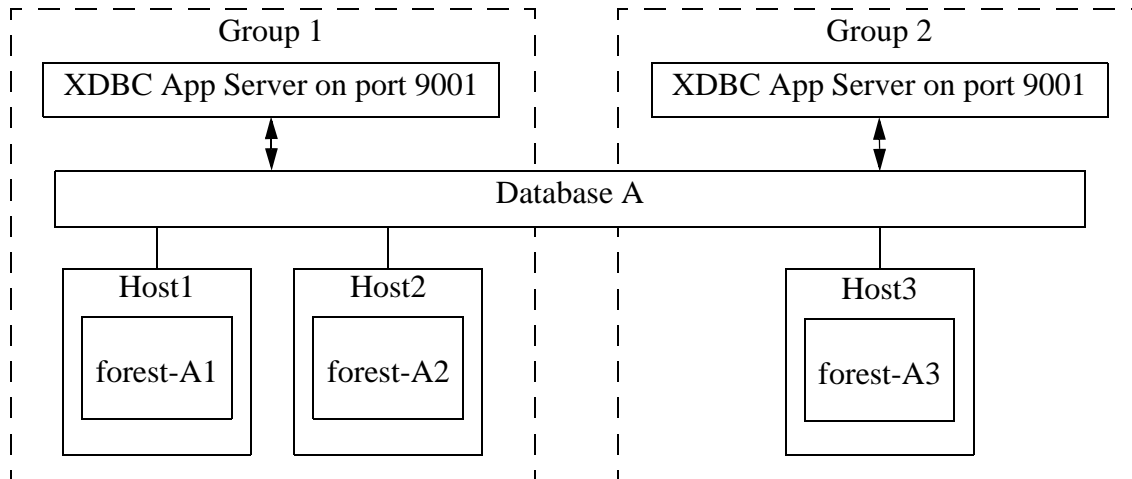 Group 1
Group 2
XDBC App Server on port 9001
XDBC App Server on port 9001
Database A
Host1
Host2
Host3
forest-A1
forest-A2
forest-A3